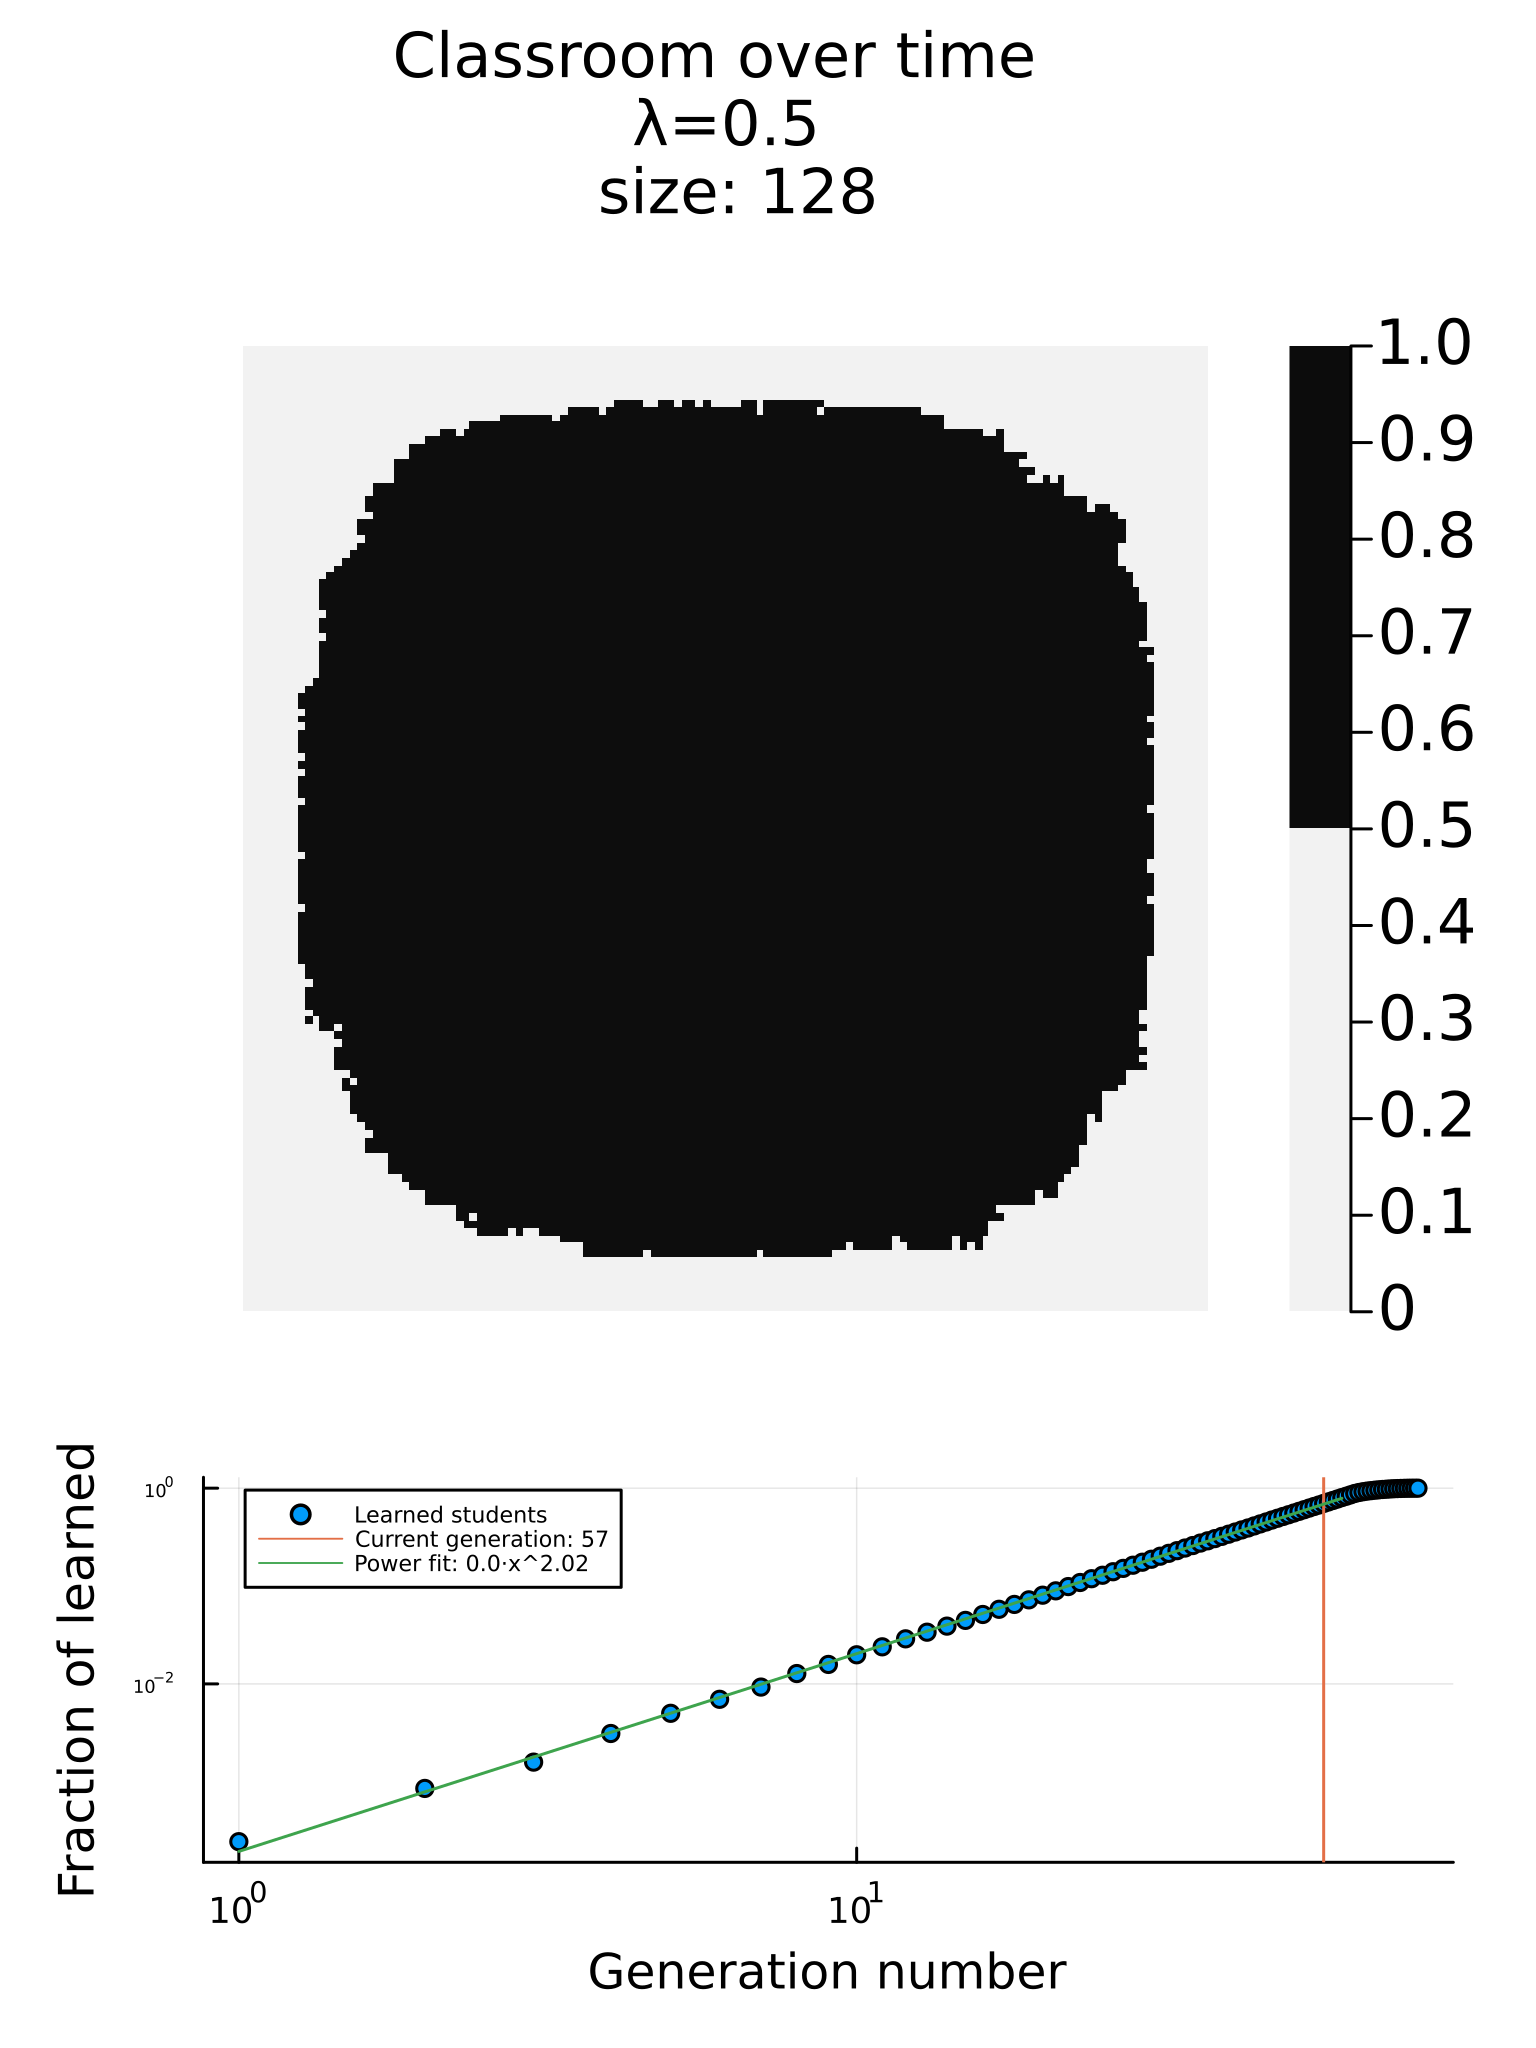 Classroom over time
λ=0.5
size: 128
1.0
0.9
0.8
0.7
0.6
0.5
0.4
0.3
0.2
0.1
0
Fraction of learned
10⁰
10⁻²
Learned students
Current generation: 57
Power fit: 0.0·x^2.02
10⁰ 10¹
Generation number